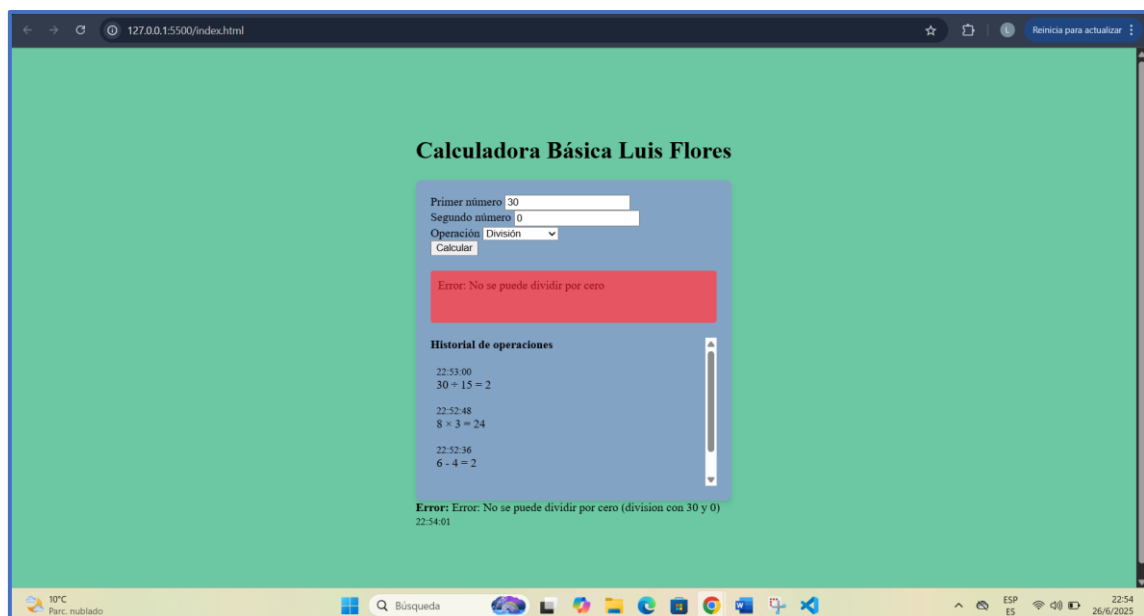 127.0.0.1:5500/index.html
L
Reinicia para actualizar
Calculadora Básica Luis Flores
Primer número 30
Segundo número 0
Operación División
Calcular
Error: No se puede dividir por cero
Historial de operaciones
22:53:00
30 ÷ 15 = 2
22:52:48
8 × 3 = 24
22:52:36
6 - 4 = 2
Error: Error: No se puede dividir por cero (division con 30 y 0)
22:54:01
10°C
Parc. nublado
Búsqueda
ESP
ES
22:54
26/6/2025